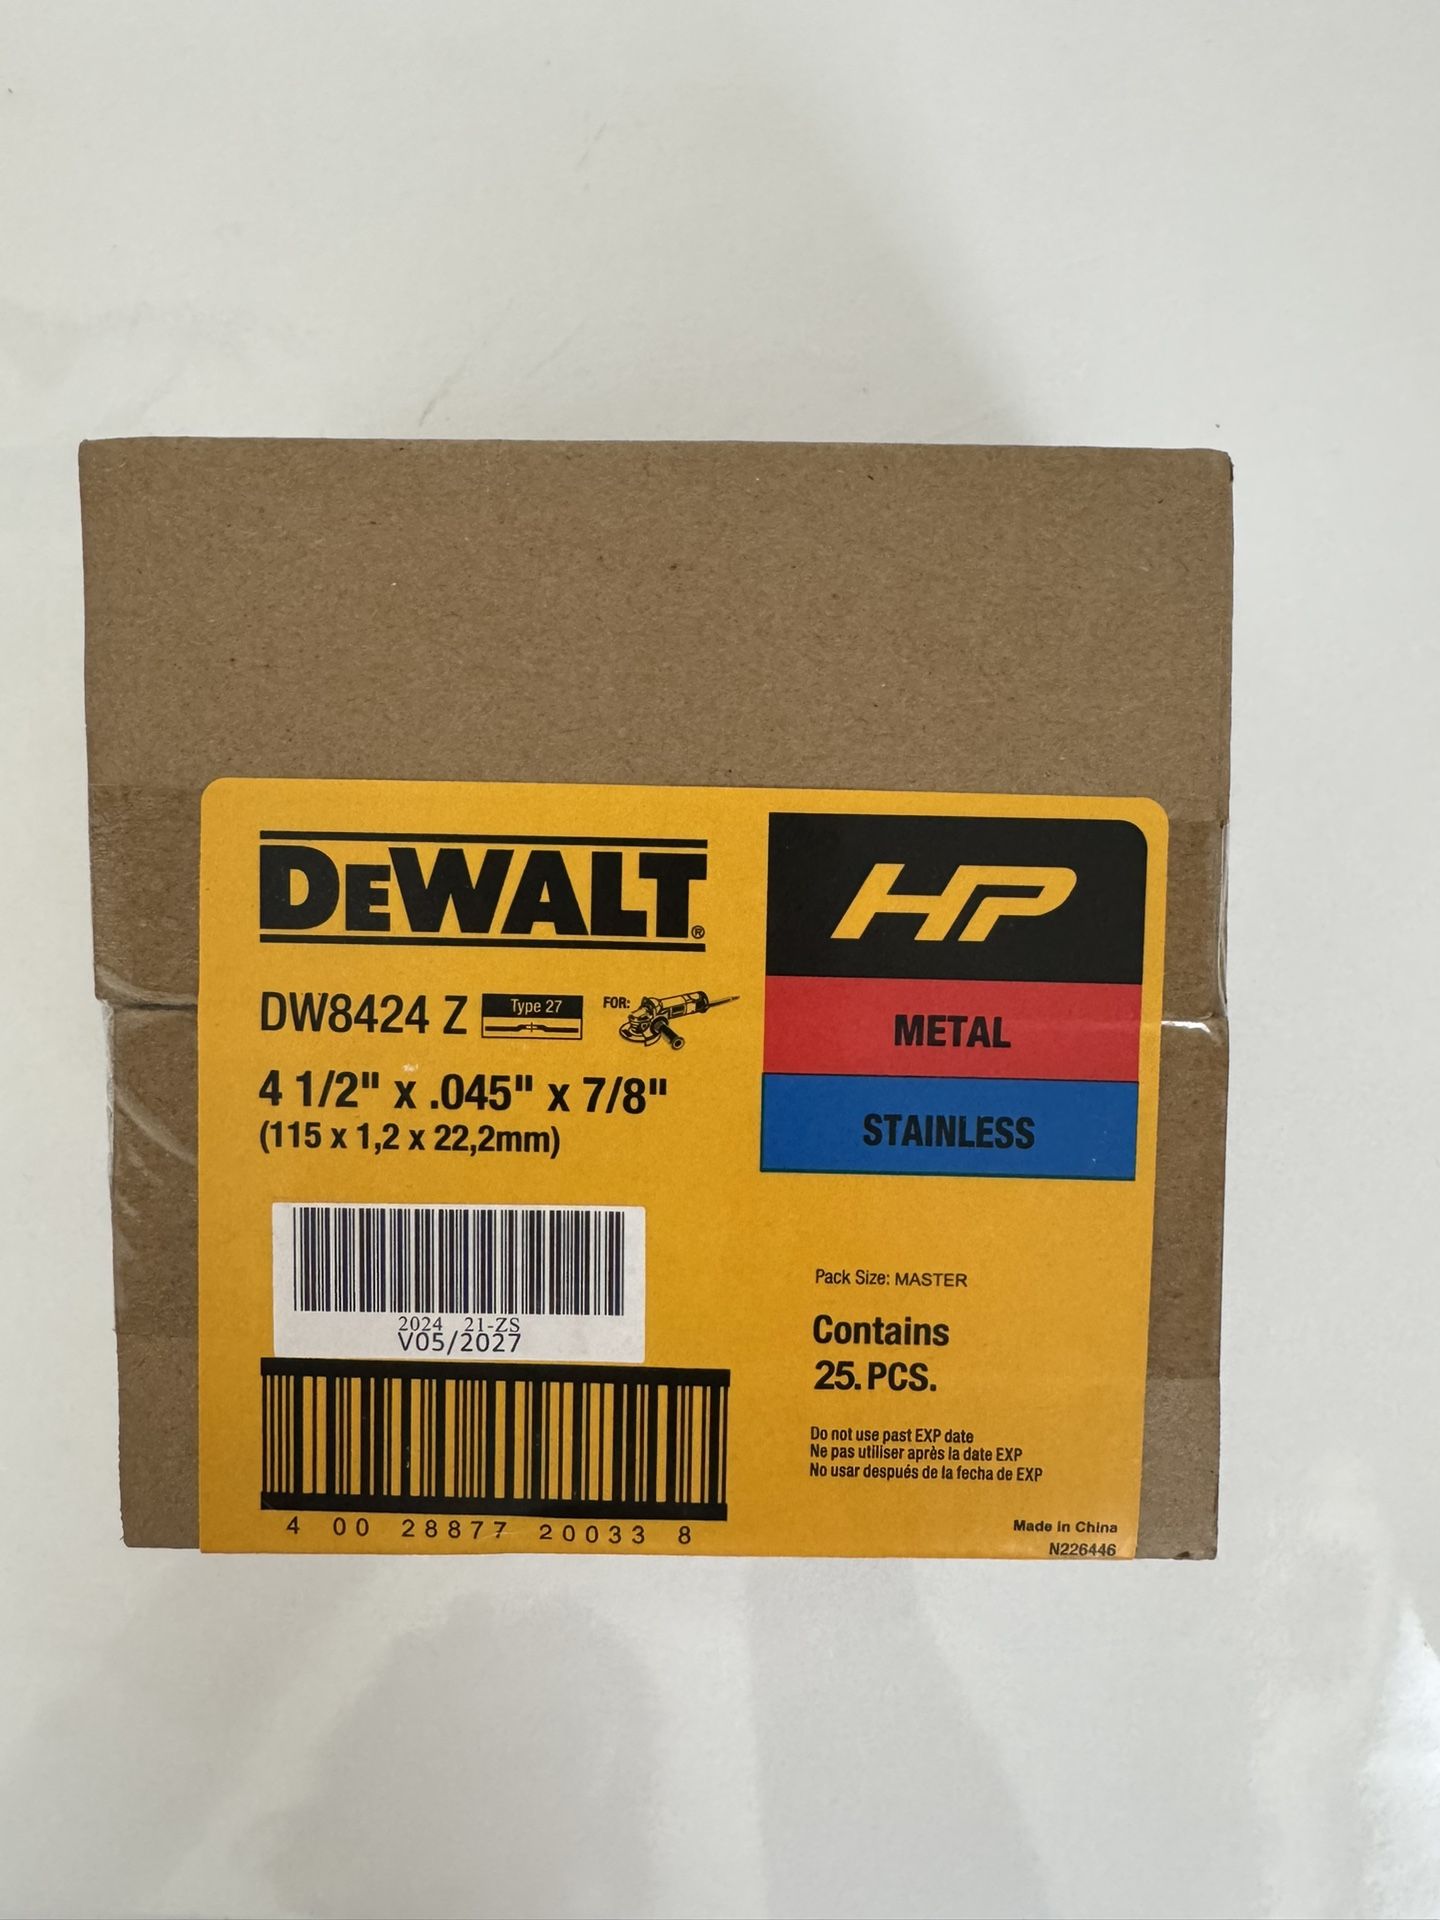 DEWALT®
HP
DW8424 Z
Type 27
FOR:
METAL
4 1/2" x .045" x 7/8"
(115 x 1,2 x 22,2mm)
STAINLESS
2024 21-ZS
V05/2027
Pack Size: MASTER
Contains
25.PCS.
Do not use past EXP date
Ne pas utiliser après la date EXP
No usar después de la fecha de EXP
4 00 28877 20033 8
Made in China
N226446